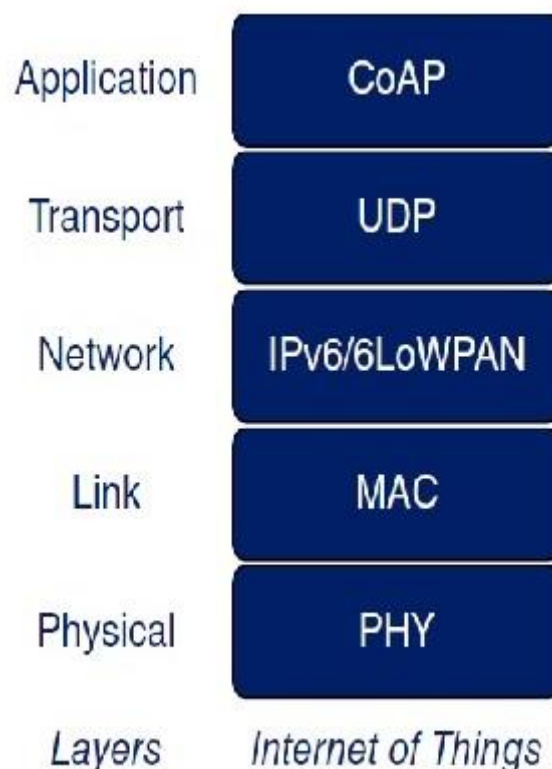 Application CoAP
Transport UDP
Network IPv6/6LoWPAN
Link MAC
Physical PHY
Layers Internet of Things